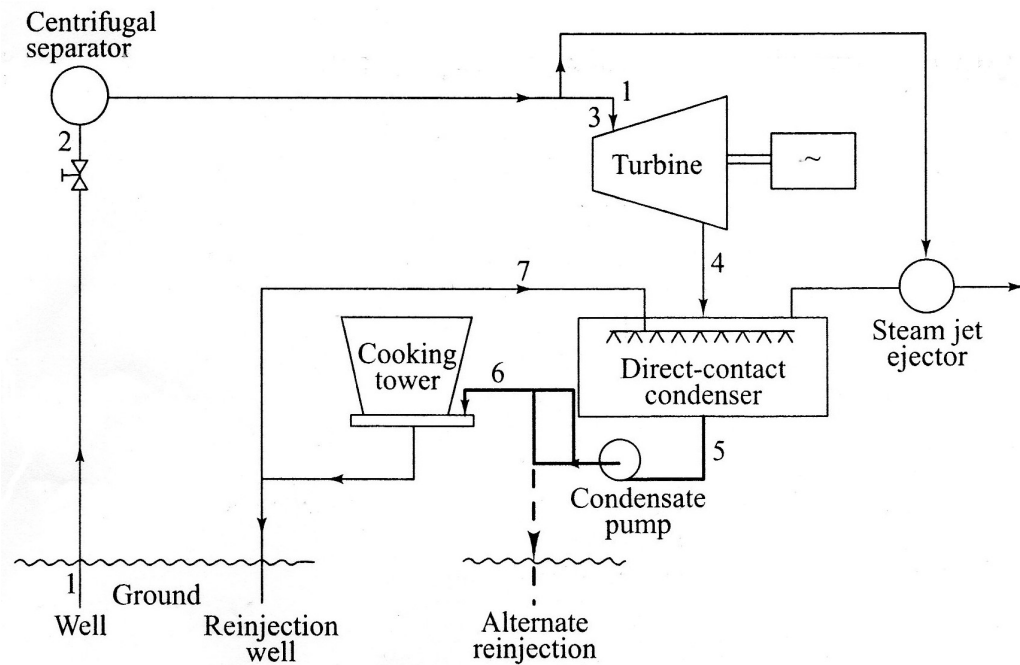 Centrifugal
separator
2
1
3
Turbine
~
4
7
Steam jet
ejector
Cooking
tower
6
Direct-contact
condenser
5
Condensate
pump
1
Ground
Well
Reinjection
well
Alternate
reinjection